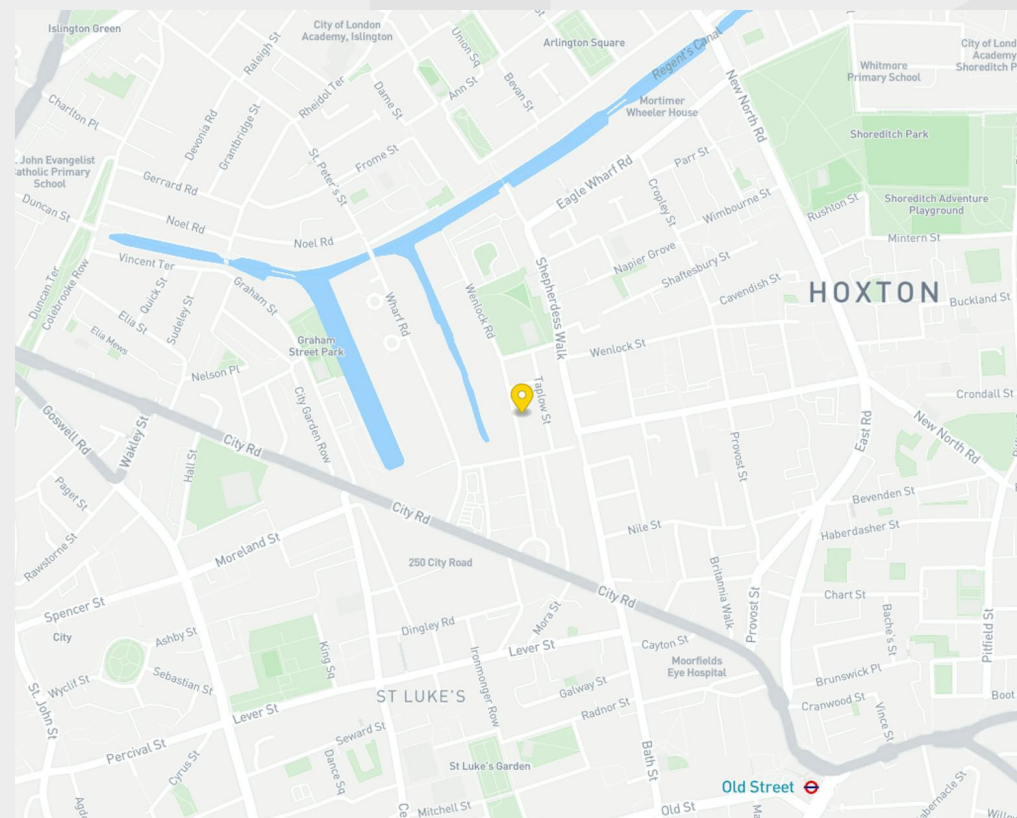 Islington Green
City of London
Academy, Islington
Raleigh St
Union Sq
Arlington Square
Regent's Canal
City of Lond
Academy
Shoreditch P
Whitmore
Primary School
Charlton Pl
Devonia Rd
Grantbridge St
Rheidol Ter
Dame St
Ann St
Bevan St
Mortimer
Wheeler House
New North Rd
Shoreditch Park
. John Evangelist
atholic Primary
School
Gerrard Rd
St. Peter's St
Frome St
Eagle Wharf Rd
Parr St
Cropley St
Wimbourne St
Rushton St
Shoreditch Adventure
Playground
Duncan St
Noel Rd
Noel Rd
Mintern St
Vincent Ter
Napier Grove
Shaftesbury St
Duncan Ter
Colebrooke Row
Quick St
Sudeley St
Graham St
Wharf Rd
Wenlock Rd
Shepherdess Walk
Cavendish St
HOXTON
Buckland St
Elia St
Elia Mews
Graham
Street Park
Wenlock St
Nelson Pl
City Garden Row
Taplow St
Crondall St
Goswell Rd
Wakley St
City Rd
Hall St
East Rd
New North Rd
Provost St
Paget St
City Rd
Bevenden St
Nile St
Haberdasher St
Rawstorne St
Moreland St
250 City Road
Britannia Walk
Provost St
Spencer St
City Rd
Chart St
Bache's St
Pitfield St
City
Ashby St
King Sq
Dingley Rd
Mora St
Lever St
Cayton St
Moorfields
Eye Hospital
Brunswick Pl
Wyclif St
Sebastian St
Ironmonger Row
ST LUKE'S
Galway St
Radnor St
Cranwood St
Vince St
Boot
St. John St
Lever St
Seward St
Percival St
Cyrus St
Dance Sq
St Luke's Garden
Bath St
Old Street
Mitchell St
Old St
Agd
Ce
Ma
abernacle St
Willo